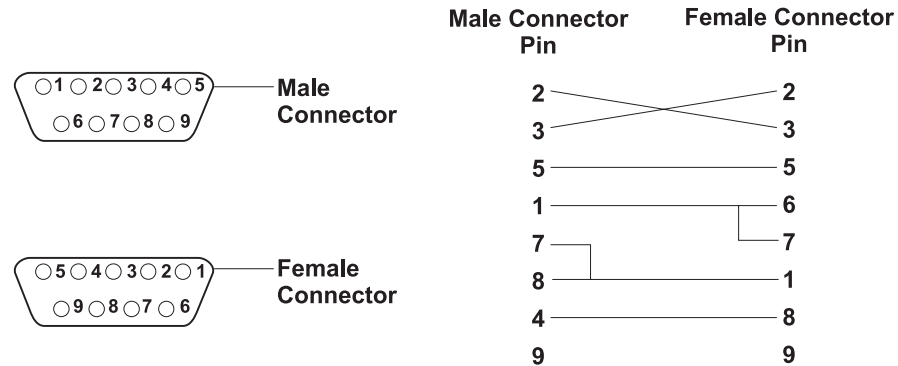 Male Connector Pin
Female Connector Pin
1 2 3 4 5
6 7 8 9
Male Connector
5 4 3 2 1
9 8 7 6
Female Connector
2 2
3 3
5 5
1 6
7 7
8 1
4 8
9 9